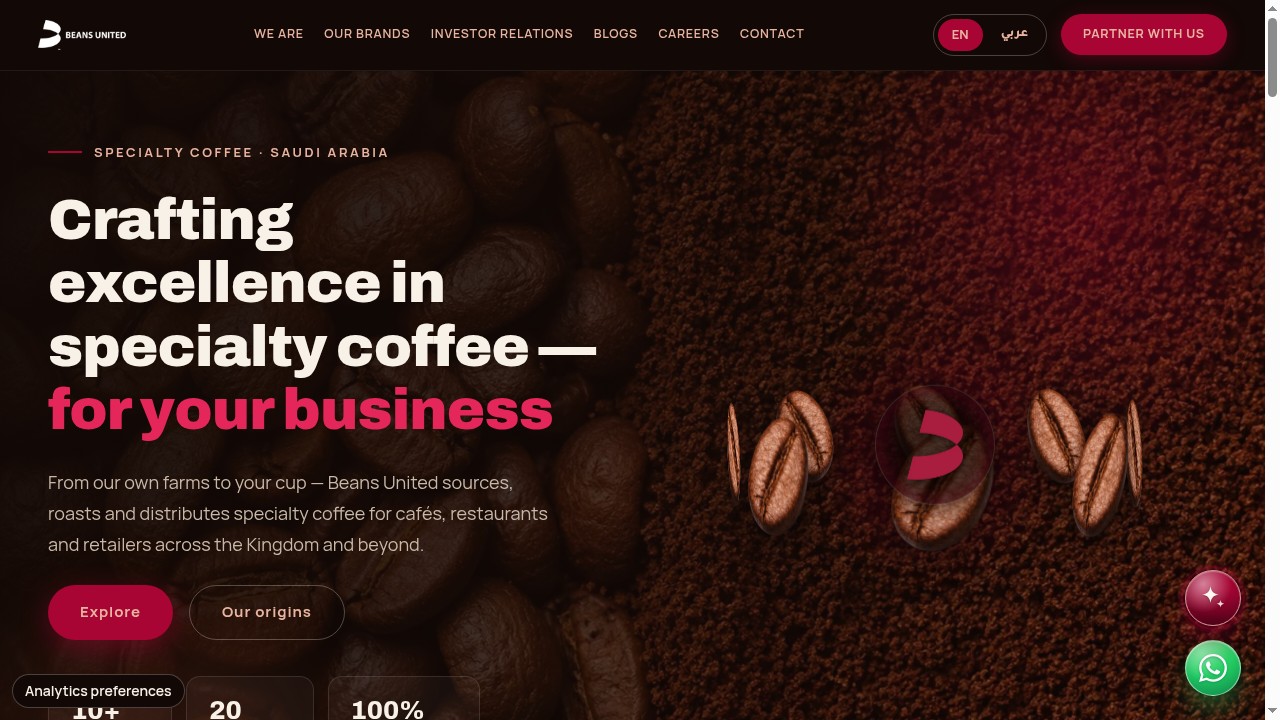 BEANS UNITED
WE ARE
OUR BRANDS
INVESTOR RELATIONS
BLOGS
CAREERS
CONTACT
EN
عربي
PARTNER WITH US
SPECIALTY COFFEE · SAUDI ARABIA
Crafting
excellence in
specialty coffee —
for your business
From our own farms to your cup — Beans United sources,
roasts and distributes specialty coffee for cafés, restaurants
and retailers across the Kingdom and beyond.
Explore
Our origins
Analytics preferences
10+
20
100%